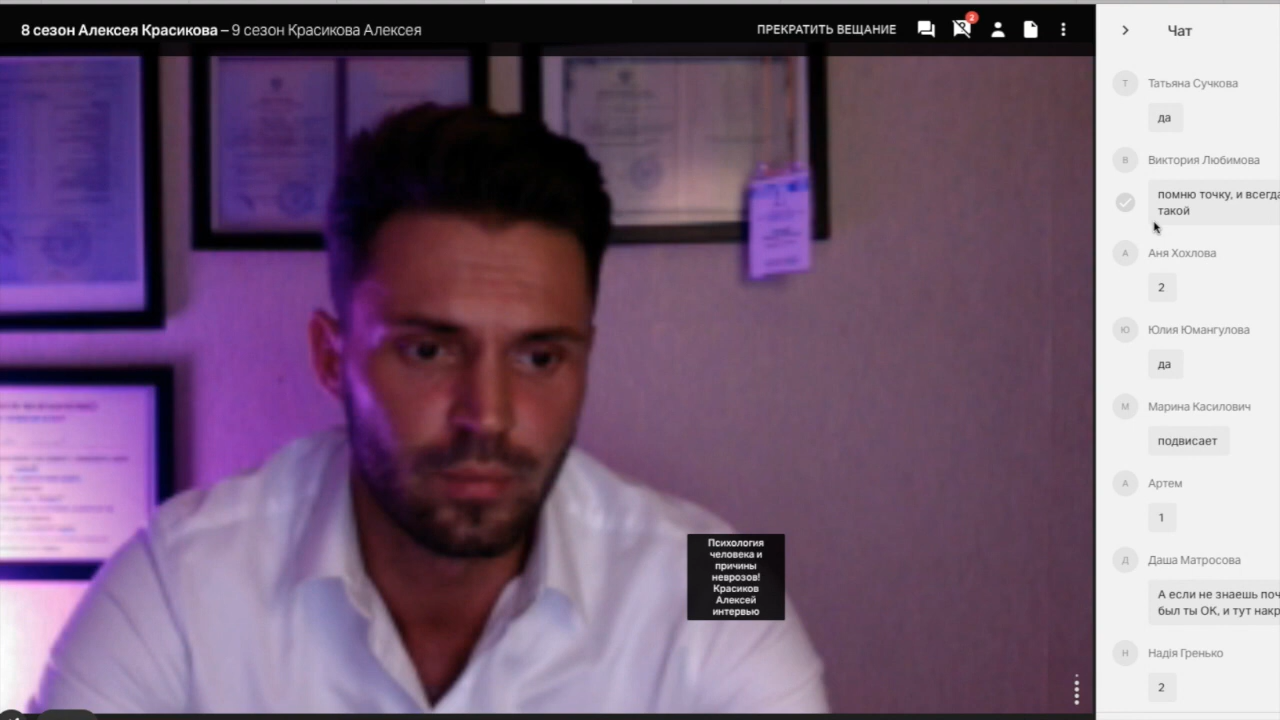 8 сезон Алексея Красикова – 9 сезон Красикова Алексея
ПРЕКРАТИТЬ ВЕЩАНИЕ
2
Чат
Т
Татьяна Сучкова
да
В
Виктория Любимова
помню точку, и всегда
такой
А
Аня Хохлова
2
Ю
Юлия Юмангулова
да
М
Марина Касилович
подвисает
А
Артем
1
Д
Даша Матросова
А если не знаешь поч
был ты ОК, и тут накр
Н
Надія Гренько
2
Психология
человека и
причины
неврозов!
Красиков
Алексей
интервью